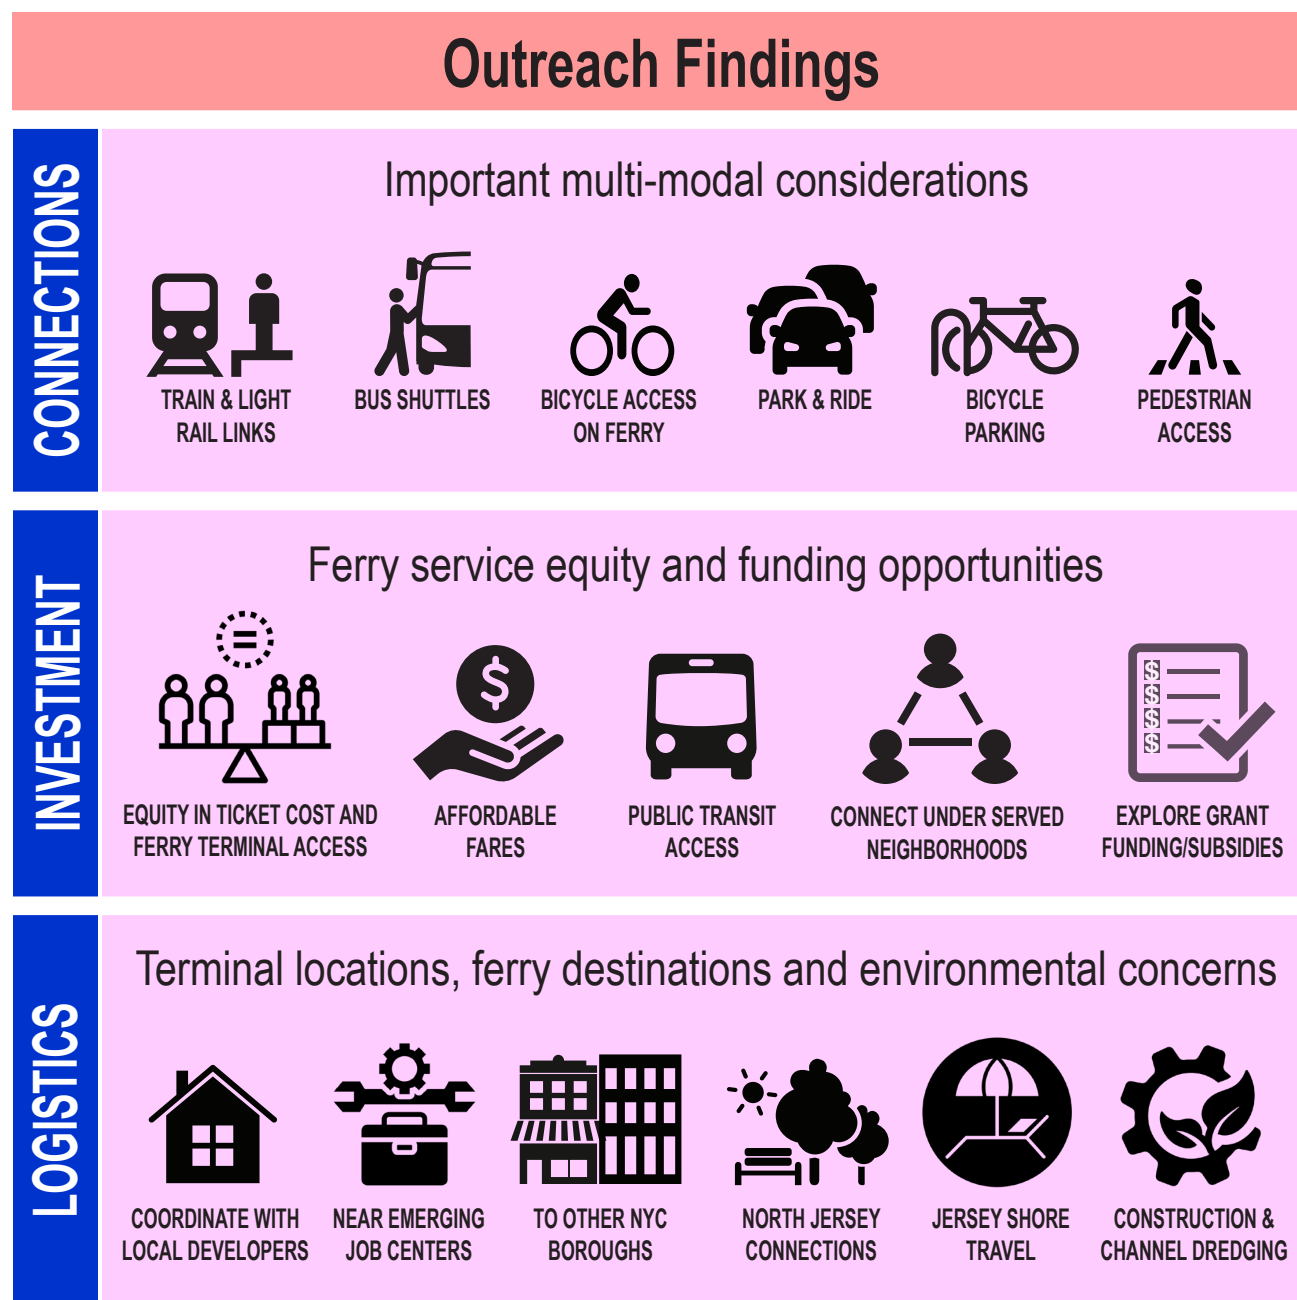 Outreach Findings
CONNECTIONS
Important multi-modal considerations
TRAIN & LIGHT
RAIL LINKS
BUS SHUTTLES
BICYCLE ACCESS
ON FERRY
PARK & RIDE
BICYCLE
PARKING
PEDESTRIAN
ACCESS
INVESTMENT
Ferry service equity and funding opportunities
=
$
$
$
$
$
EQUITY IN TICKET COST AND
FERRY TERMINAL ACCESS
AFFORDABLE
FARES
PUBLIC TRANSIT
ACCESS
CONNECT UNDER SERVED
NEIGHBORHOODS
EXPLORE GRANT
FUNDING/SUBSIDIES
LOGISTICS
Terminal locations, ferry destinations and environmental concerns
COORDINATE WITH
LOCAL DEVELOPERS
NEAR EMERGING
JOB CENTERS
TO OTHER NYC
BOROUGHS
NORTH JERSEY
CONNECTIONS
JERSEY SHORE
TRAVEL
CONSTRUCTION &
CHANNEL DREDGING